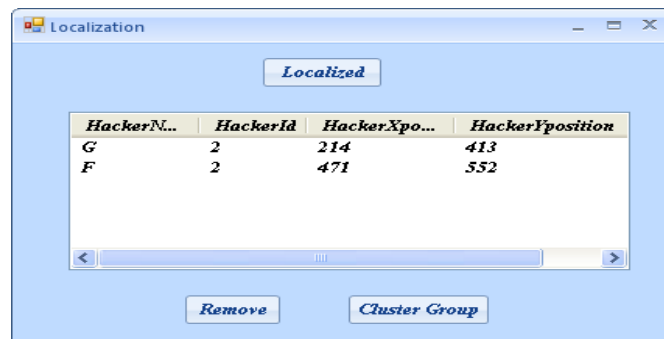 Localization
Localized
HackerN... HackerId HackerXpo... HackerYposition
G 2 214 413
F 2 471 552
Remove Cluster Group